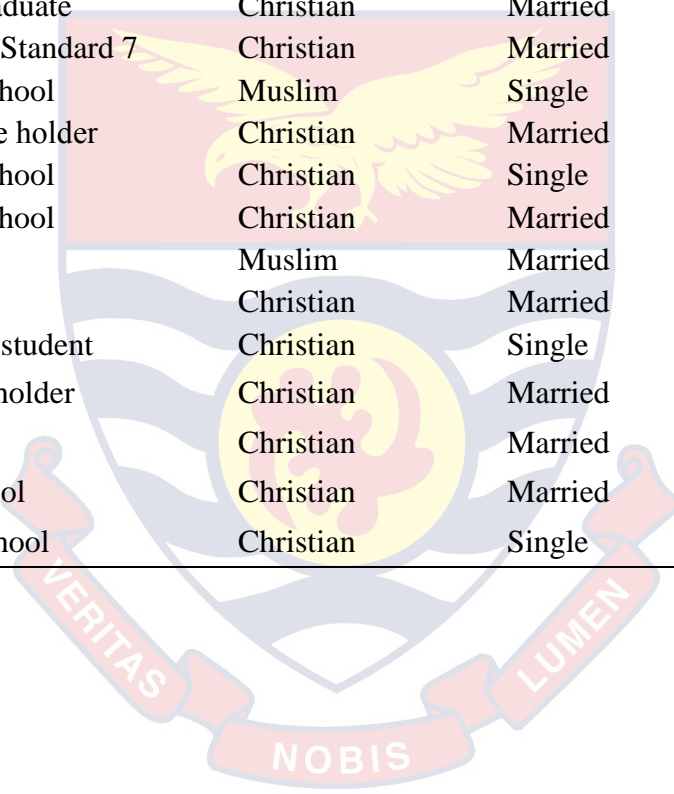 aduate Christian Married
Standard 7 Christian Married
hool Muslim Single
e holder Christian Married
hool Christian Single
hool Christian Married
Muslim Married
Christian Married
student Christian Single
holder Christian Married
Christian Married
ol Christian Married
hool Christian Single
VERITAS
NOBIS
LUMEN